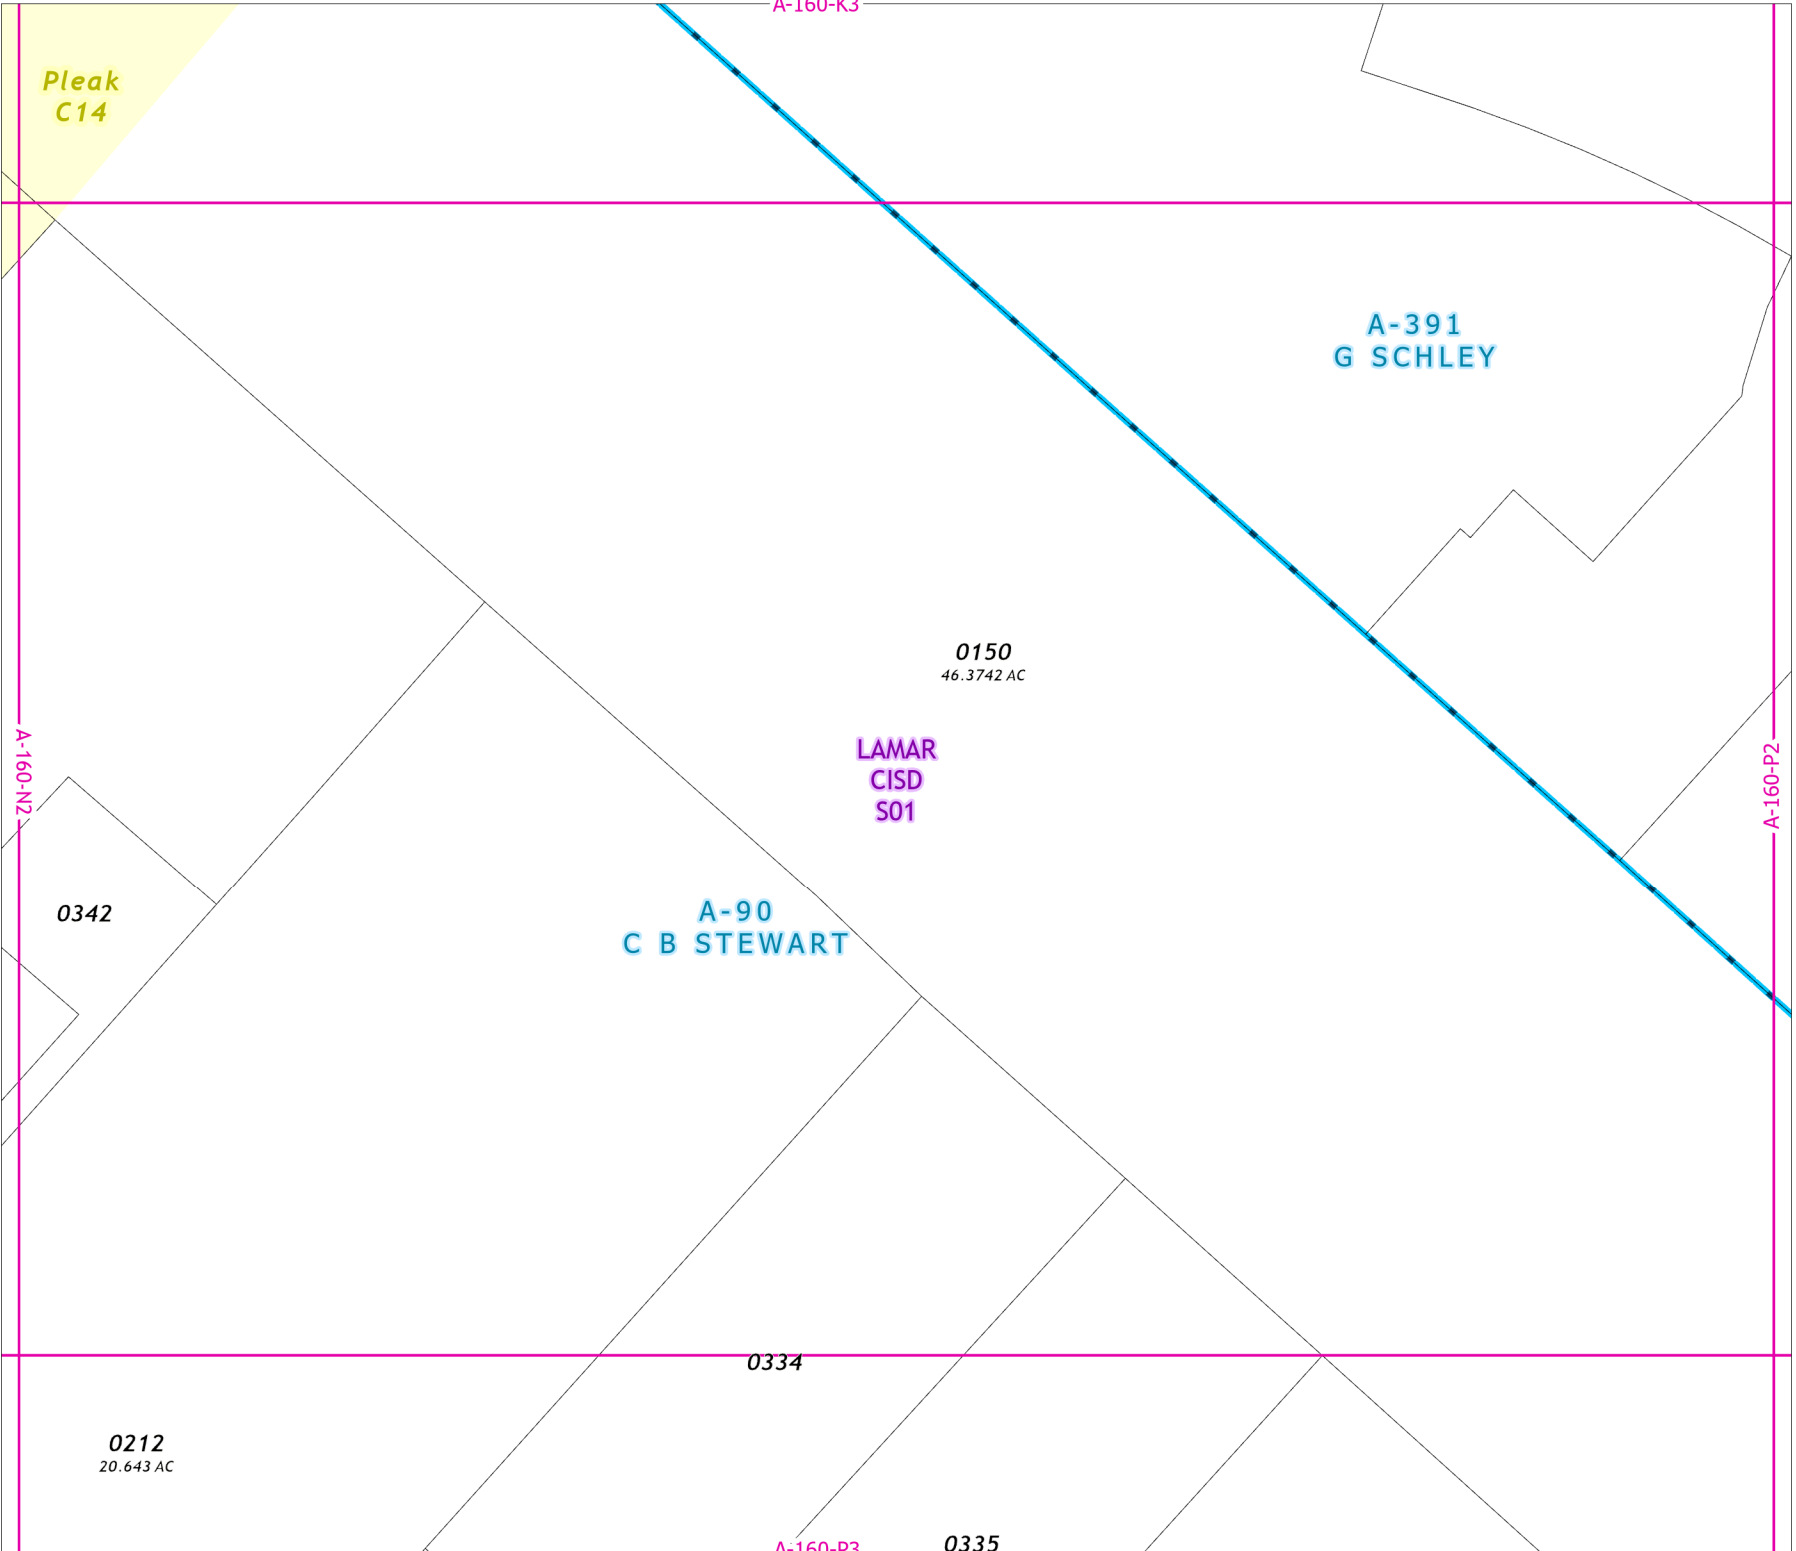 A-160-K3
Pleak
C14
A-391
G SCHLEY
0150
46.3742 AC
LAMAR
CISD
S01
A-160-N2
A-160-P2
0342
A-90
C B STEWART
0334
0212
20.643 AC
0335
A-160-P3